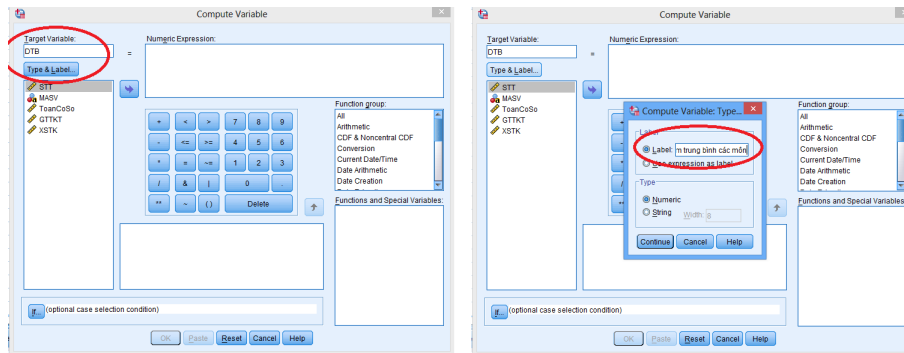 Compute Variable
Target Variable:
DTB
=
Numeric Expression:
Type & Label...
STT
MASV
ToanCoSo
GTTKT
XSTK
+ < > 7 8 9
- <= >= 4 5 6
* = ~= 1 2 3
/ & | 0 .
** ~ () Delete
Function group:
All
Arithmetic
CDF & Noncentral CDF
Conversion
Current Date/Time
Date Arithmetic
Date Creation
Functions and Special Variables:
If... (optional case selection condition)
OK Paste Reset Cancel Help
Compute Variable
Target Variable:
DTB
=
Numeric Expression:
Type & Label...
STT
MASV
ToanCoSo
GTTKT
XSTK
Compute Variable: Type...
Label: m trung bình các môn
Use expression as label
Type
Numeric
String Width: 8
Continue Cancel Help
Function group:
All
Arithmetic
CDF & Noncentral CDF
Conversion
Current Date/Time
Date Arithmetic
Date Creation
Functions and Special Variables:
If... (optional case selection condition)
OK Paste Reset Cancel Help